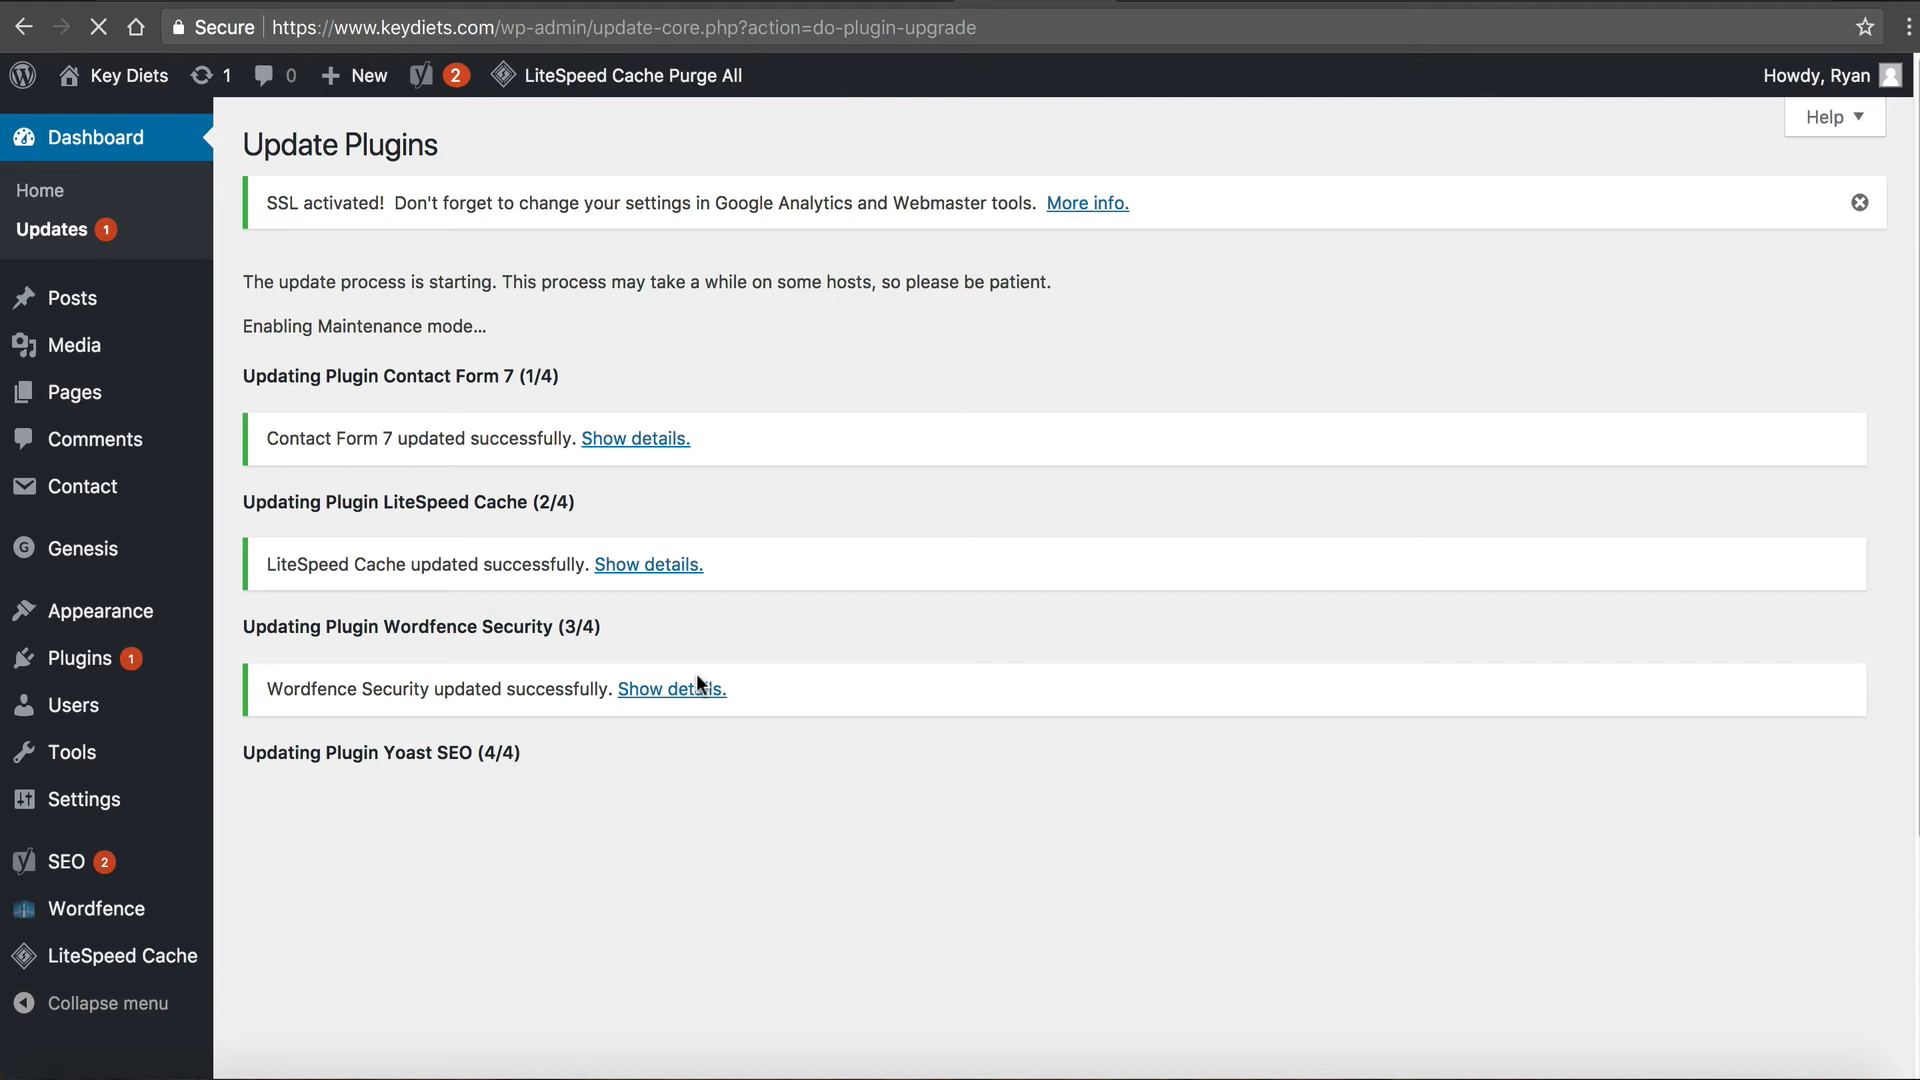 Secure https://www.keydiets.com/wp-admin/update-core.php?action=do-plugin-upgrade
Key Diets 1 0 New 2 LiteSpeed Cache Purge All Howdy, Ryan
Help
Dashboard
Home
Updates 1
Posts
Media
Pages
Comments
Contact
Genesis
Appearance
Plugins 1
Users
Tools
Settings
SEO 2
Wordfence
LiteSpeed Cache
Collapse menu
Update Plugins
SSL activated! Don't forget to change your settings in Google Analytics and Webmaster tools. More info.
The update process is starting. This process may take a while on some hosts, so please be patient.
Enabling Maintenance mode...
Updating Plugin Contact Form 7 (1/4)
Contact Form 7 updated successfully. Show details.
Updating Plugin LiteSpeed Cache (2/4)
LiteSpeed Cache updated successfully. Show details.
Updating Plugin Wordfence Security (3/4)
Wordfence Security updated successfully. Show details.
Updating Plugin Yoast SEO (4/4)